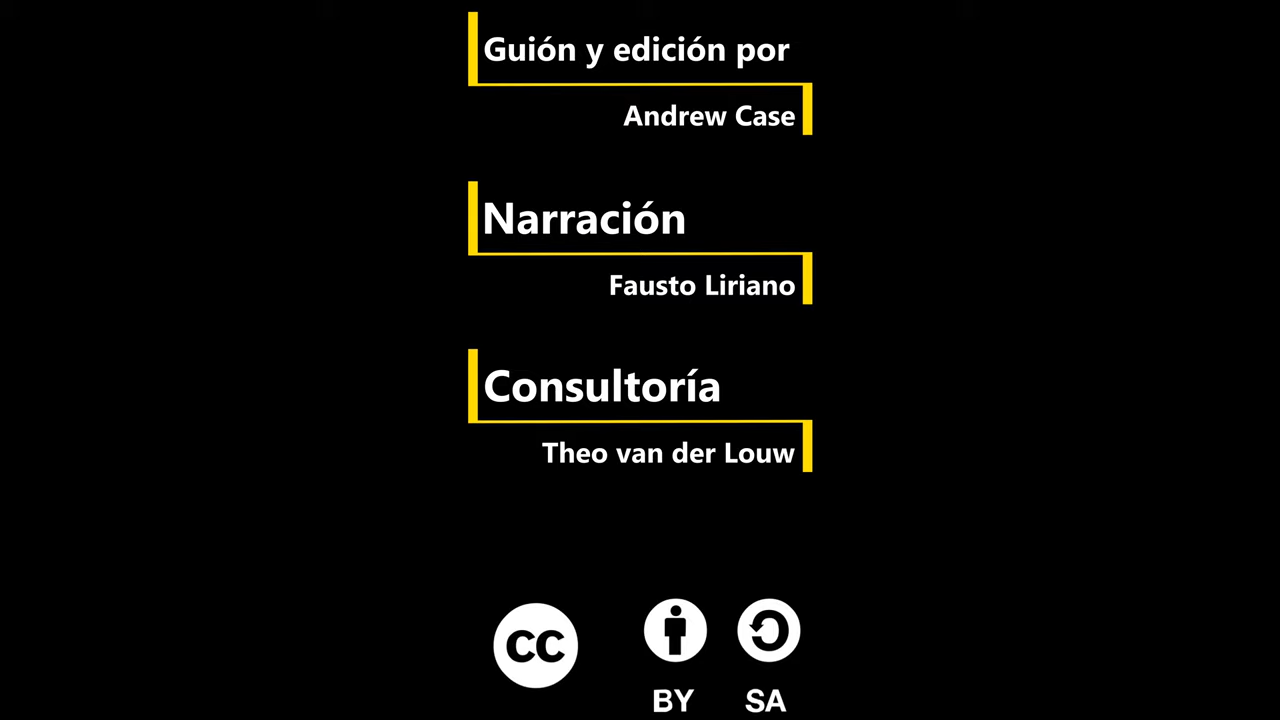 Guión y edición por
Andrew Case
Narración
Fausto Liriano
Consultoría
Theo van der Louw
CC
BY SA